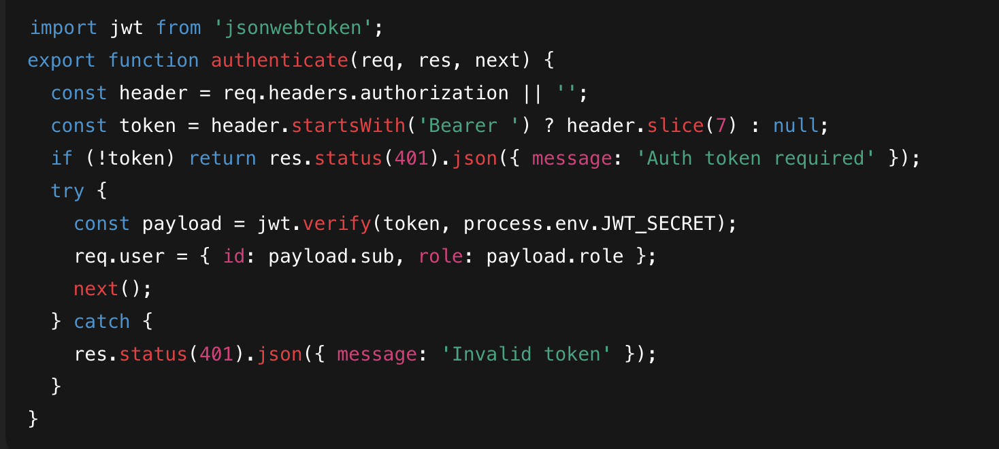 import jwt from 'jsonwebtoken';
export function authenticate(req, res, next) {
  const header = req.headers.authorization || '';
  const token = header.startsWith('Bearer ') ? header.slice(7) : null;
  if (!token) return res.status(401).json({ message: 'Auth token required' });
  try {
    const payload = jwt.verify(token, process.env.JWT_SECRET);
    req.user = { id: payload.sub, role: payload.role };
    next();
  } catch {
    res.status(401).json({ message: 'Invalid token' });
  }
}